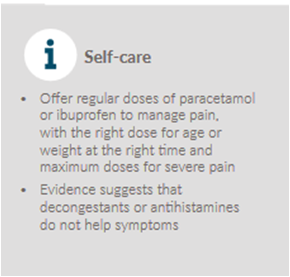 i
Self-care
• Offer regular doses of paracetamol
or ibuprofen to manage pain,
with the right dose for age or
weight at the right time and
maximum doses for severe pain
• Evidence suggests that
decongestants or antihistamines
do not help symptoms